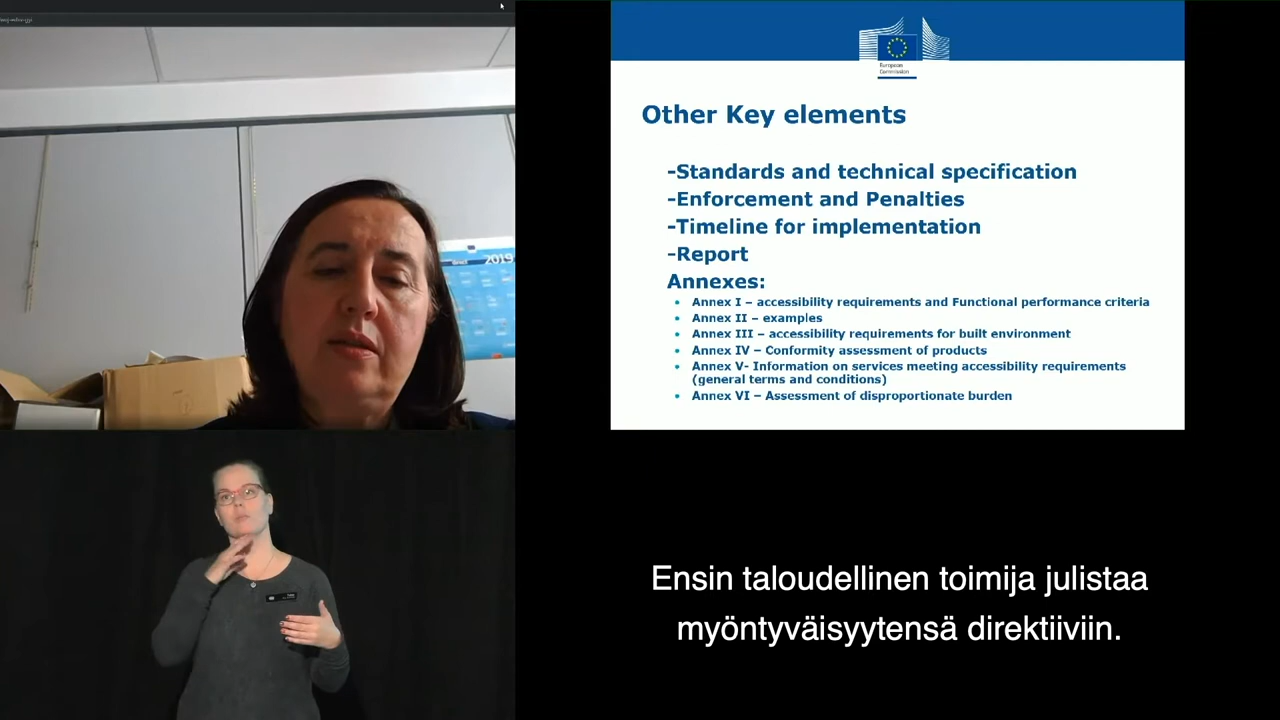 2019
European
Commission
Other Key elements
-Standards and technical specification
-Enforcement and Penalties
-Timeline for implementation
-Report
Annexes:
• Annex I – accessibility requirements and Functional performance criteria
• Annex II – examples
• Annex III – accessibility requirements for built environment
• Annex IV – Conformity assessment of products
• Annex V- Information on services meeting accessibility requirements
(general terms and conditions)
• Annex VI – Assessment of disproportionate burden
Ensin taloudellinen toimija julistaa
myöntyväisyytensä direktiiviin.